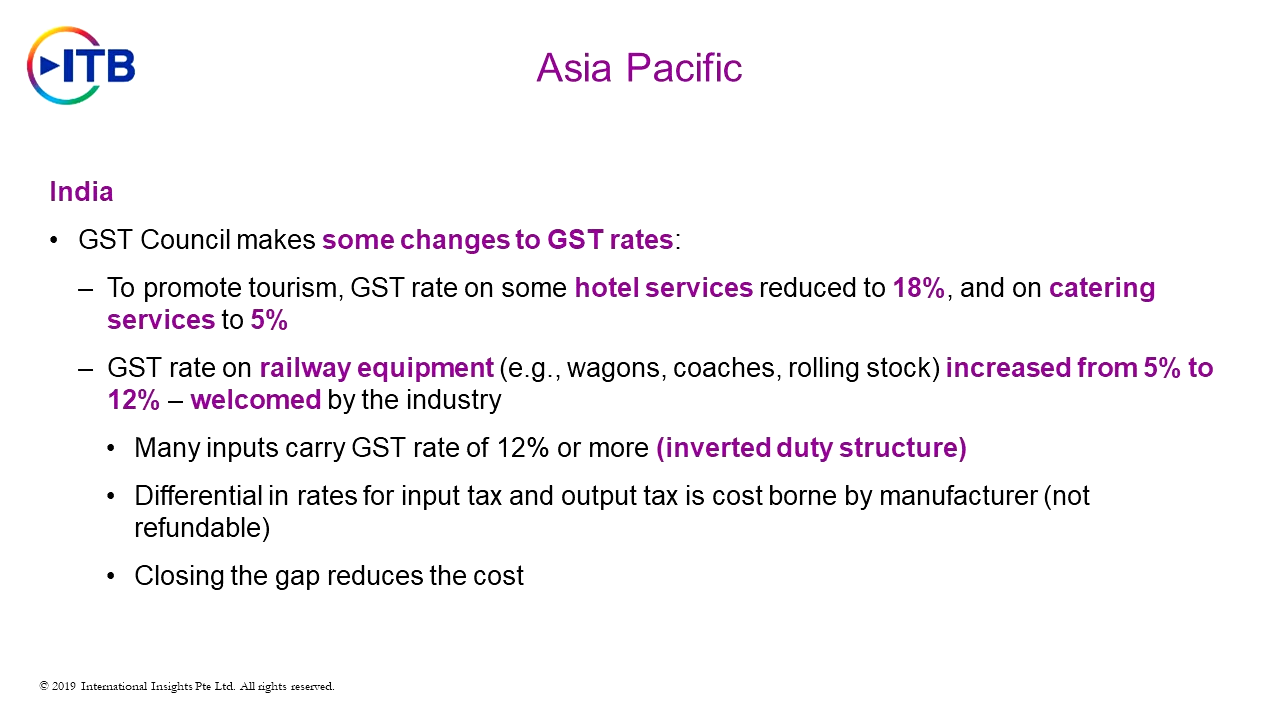 ITB
Asia Pacific
India
• GST Council makes some changes to GST rates:
– To promote tourism, GST rate on some hotel services reduced to 18%, and on catering
services to 5%
– GST rate on railway equipment (e.g., wagons, coaches, rolling stock) increased from 5% to
12% – welcomed by the industry
• Many inputs carry GST rate of 12% or more (inverted duty structure)
• Differential in rates for input tax and output tax is cost borne by manufacturer (not
refundable)
• Closing the gap reduces the cost
© 2019 International Insights Pte Ltd. All rights reserved.